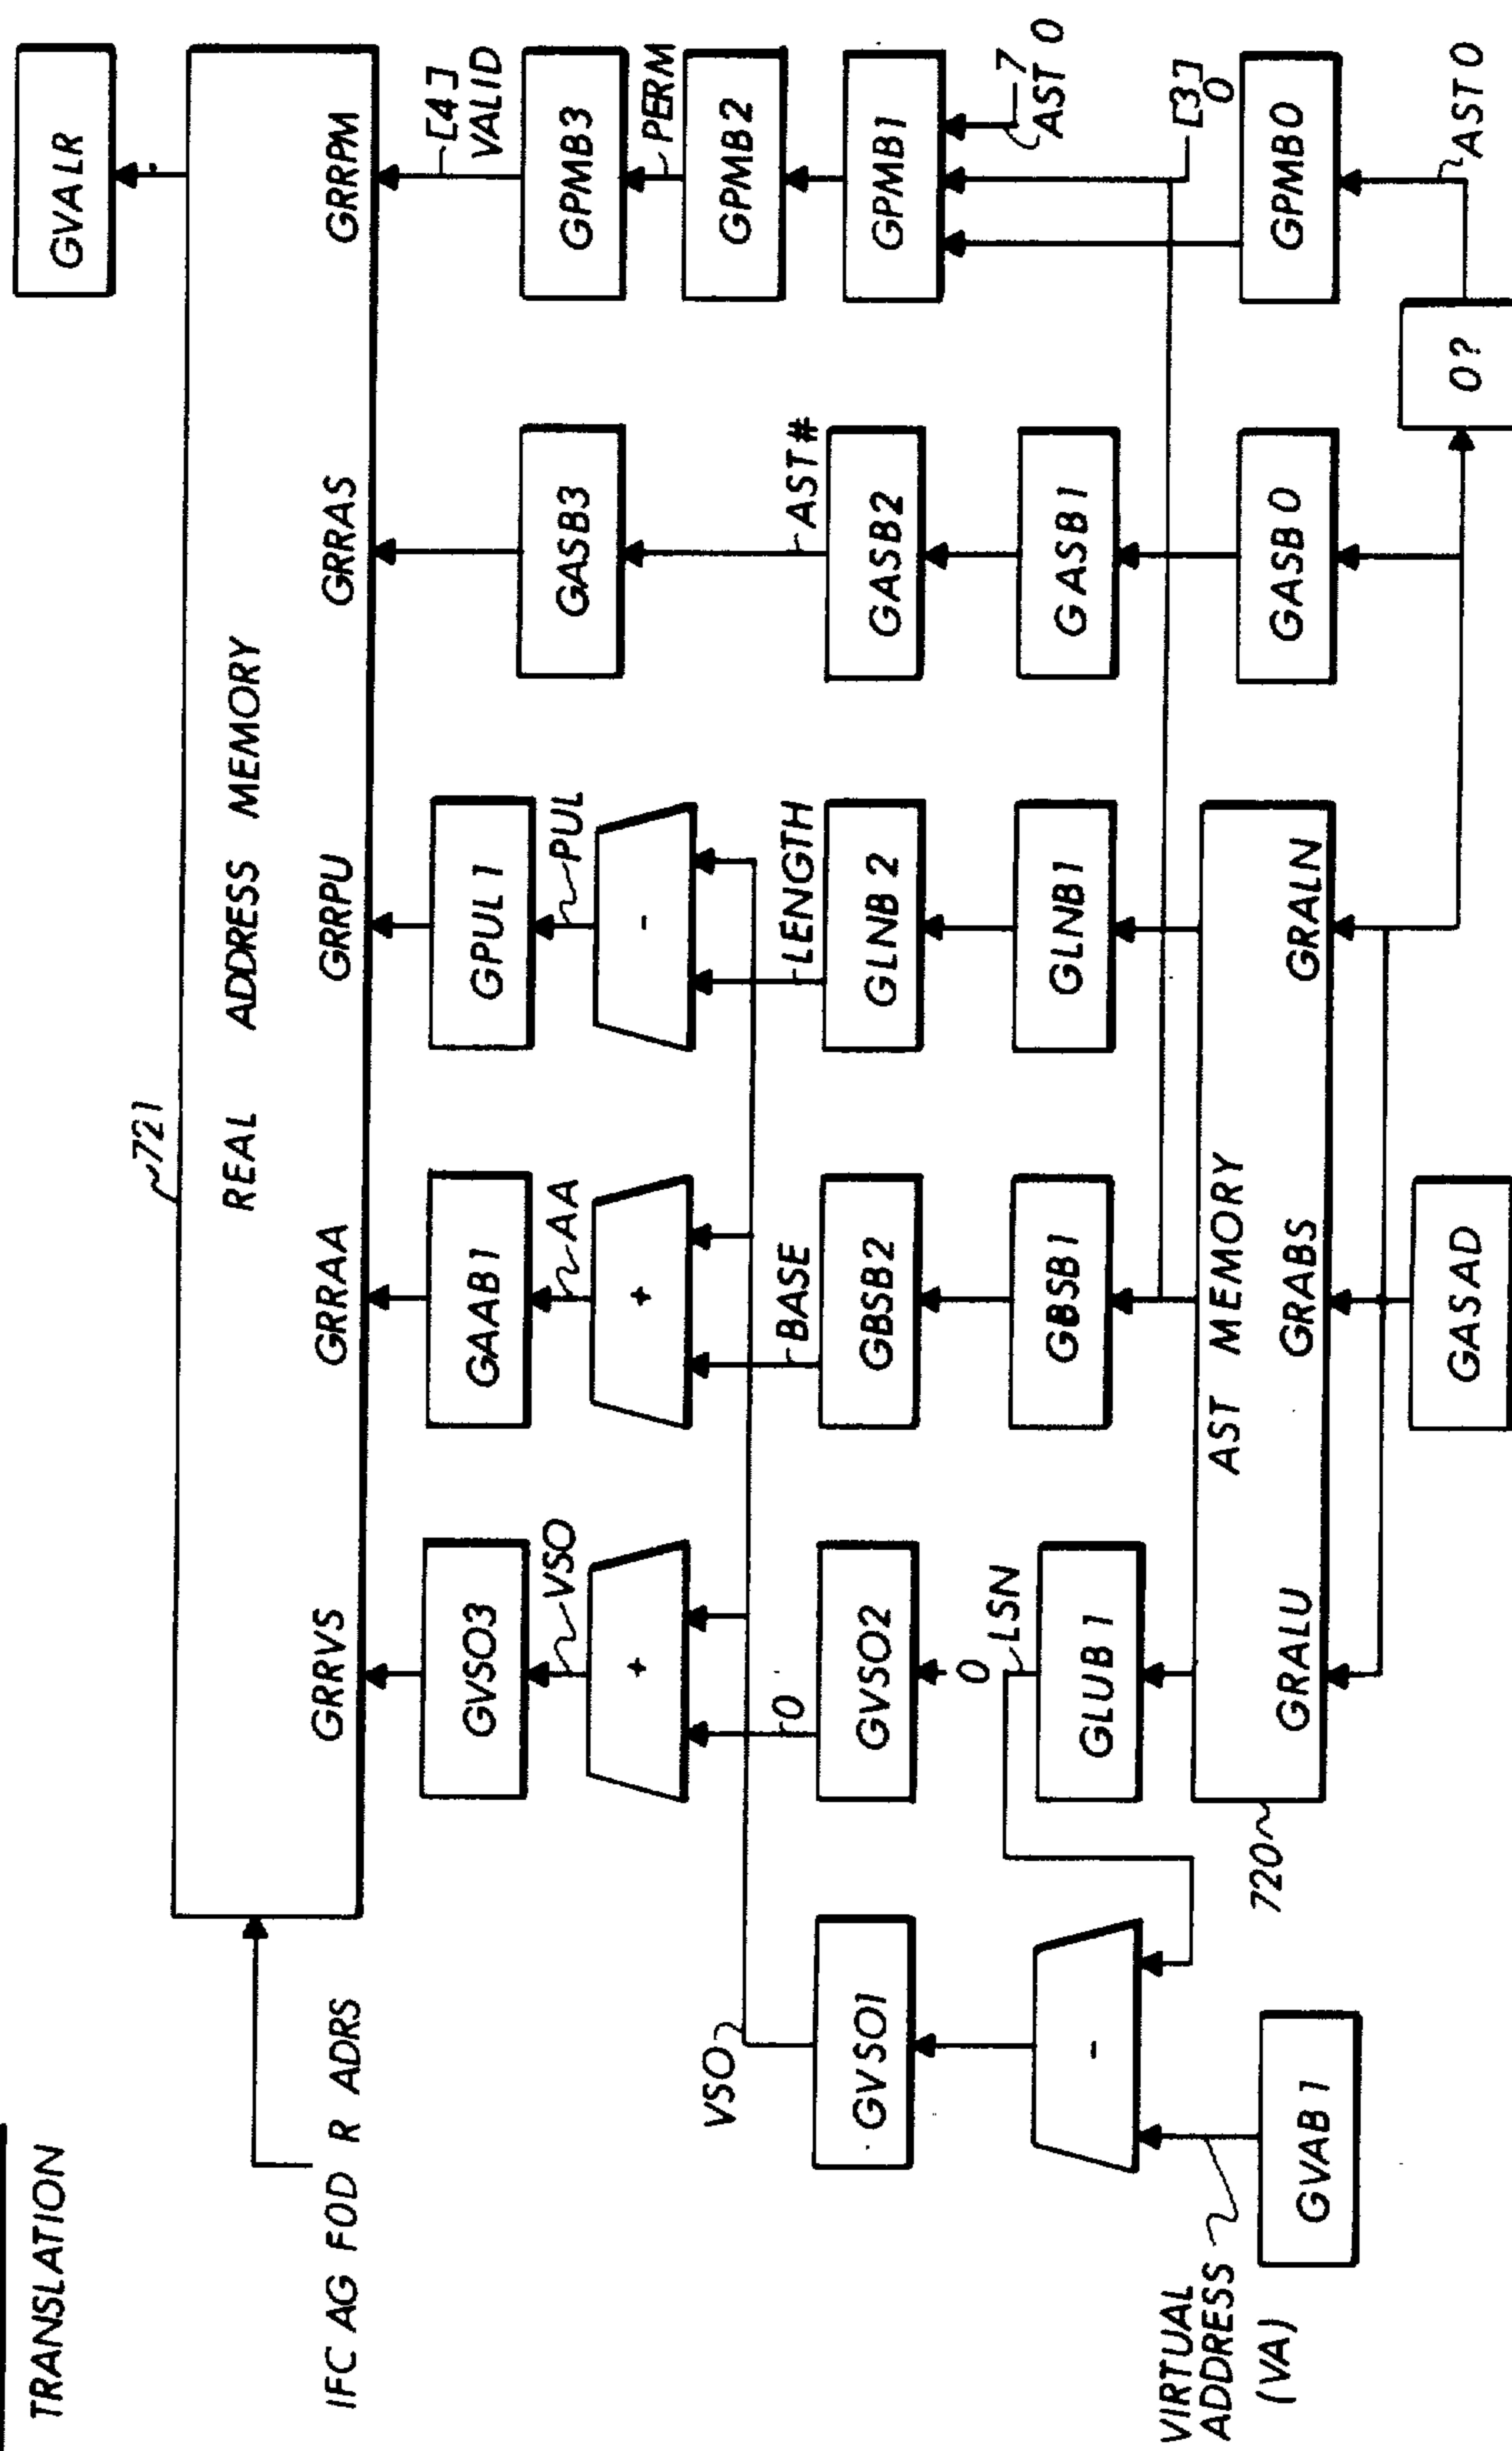 TRANSLATION
GVALR
721
REAL ADDRESS MEMORY
IFC AG FOD R ADRS
GRRVS
GRRAA
GRRPU
GRRAS
GRRPM
GVSO3
GAAB1
GPUL1
GASB3
GPMB3
[4]
VALID
VSO
AA
PUL
PERM
+
+
-
GPMB2
VSO
0
BASE
LENGTH
AST#
GVSO1
GVSO2
GBSB2
GLNB2
GASB2
GPMB1
0
LSN
7
AST 0
-
GLUB1
GBSB1
GLNB1
GASB1
[3]
0
VIRTUAL
ADDRESS
(VA)
GVAB1
720
AST MEMORY
GRALU
GRABS
GRALN
GASB0
GPMB0
GASAD
0?
AST 0